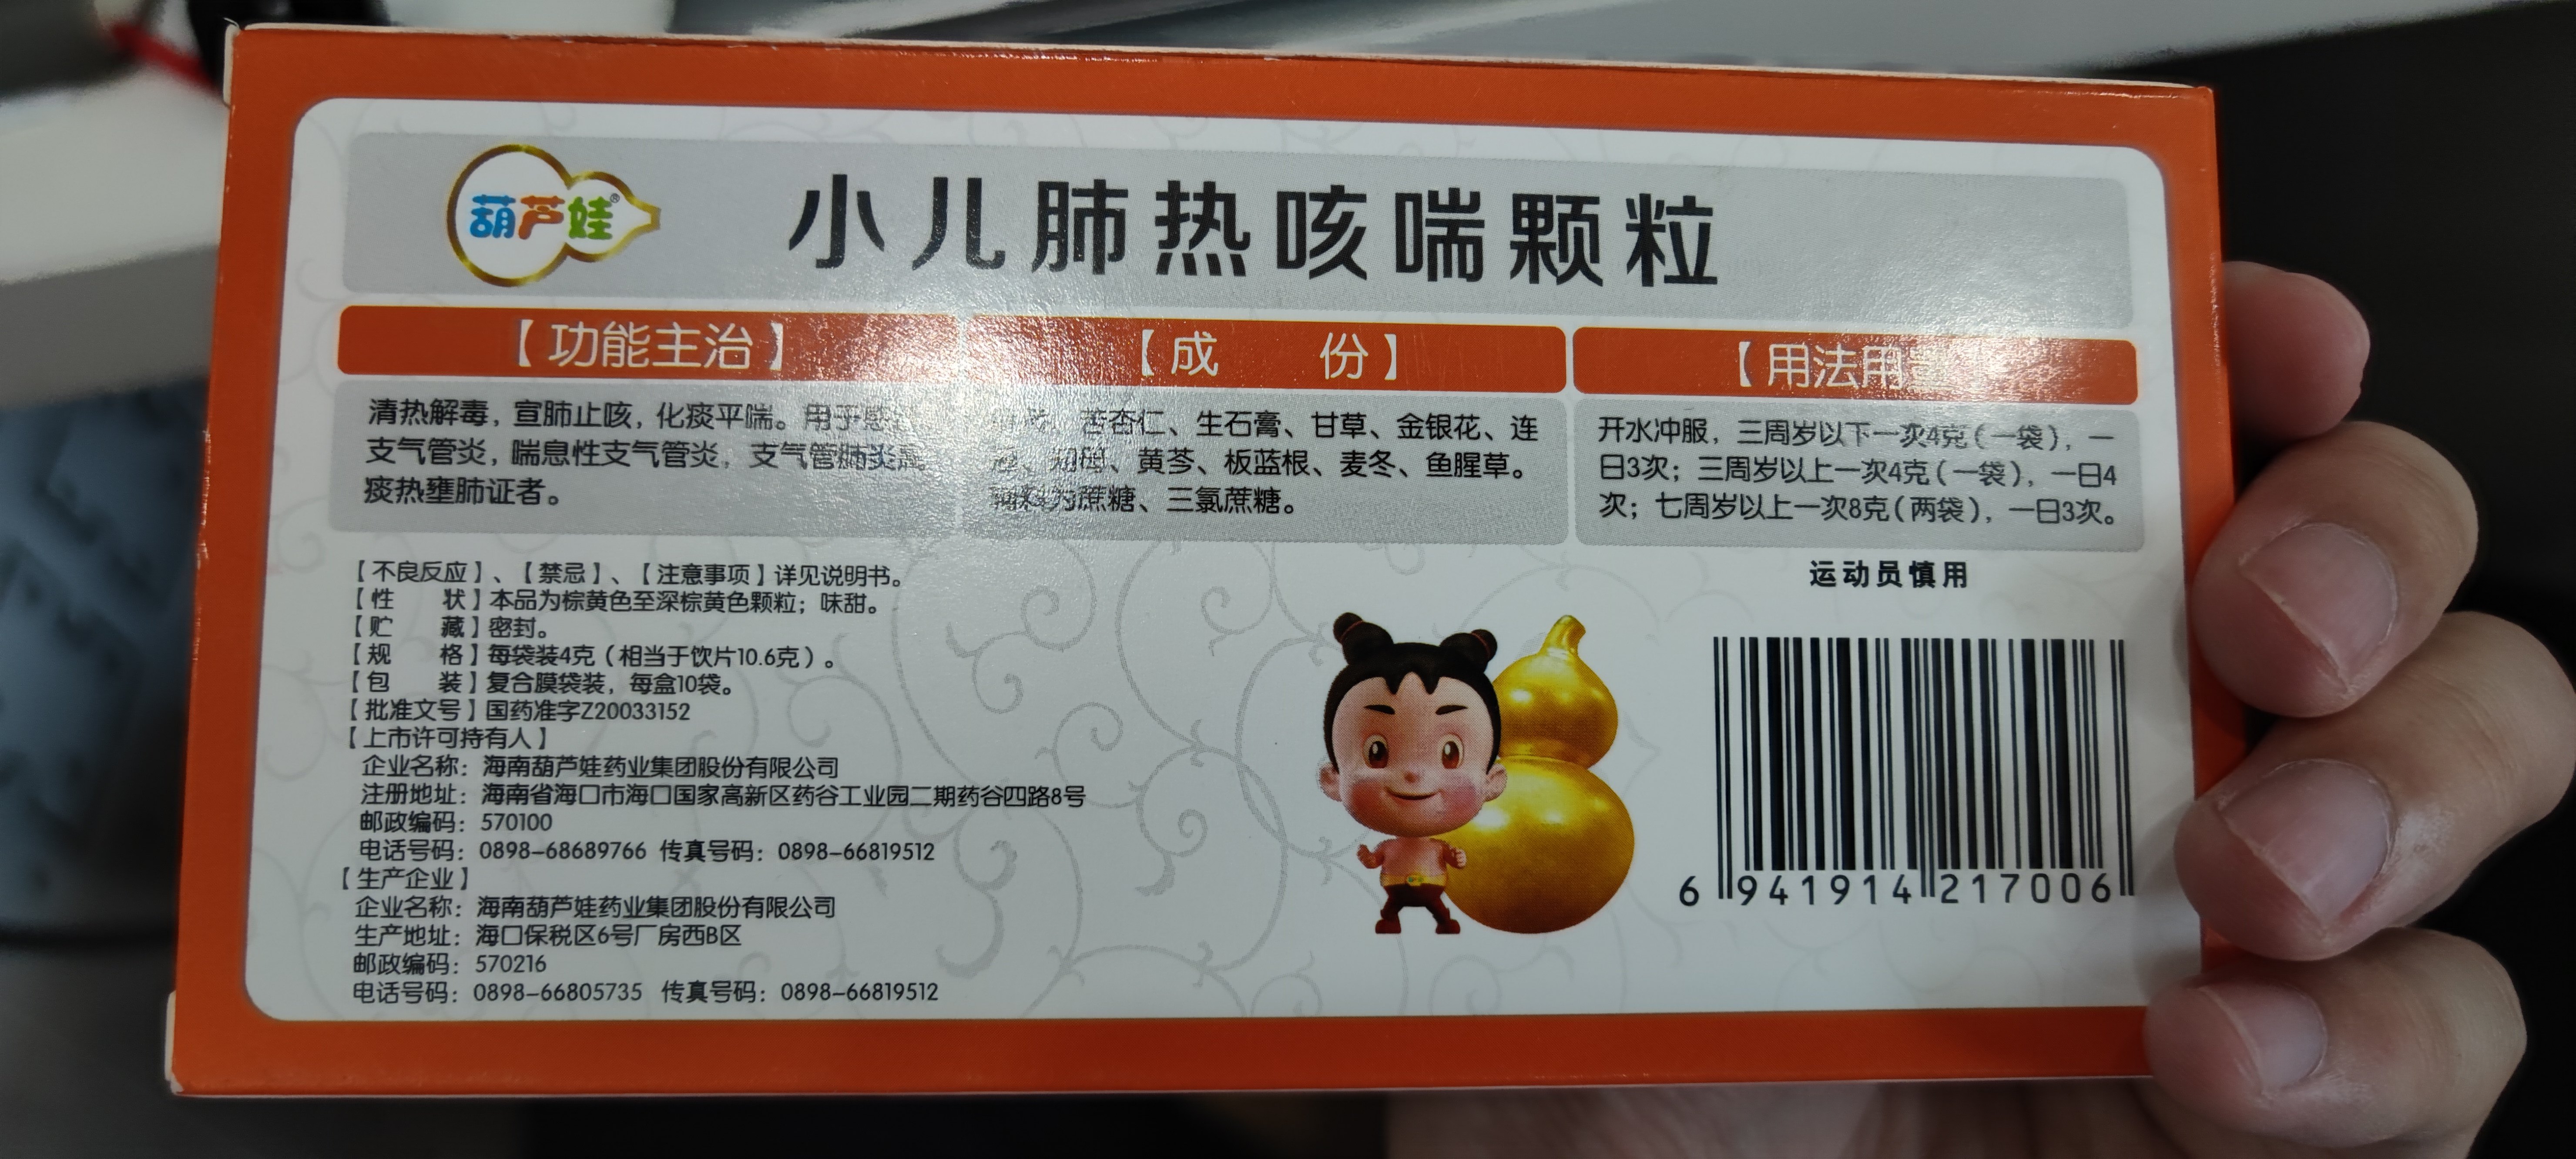 葫芦娃®
小儿肺热咳喘颗粒
【功能主治】
清热解毒，宣肺止咳，化痰平喘。用于感
支气管炎，喘息性支气管炎，支气管肺炎属
痰热壅肺证者。
【成 份】
苦杏仁、生石膏、甘草、金银花、连
、知母、黄芩、板蓝根、麦冬、鱼腥草。
辅料为蔗糖、三氯蔗糖。
【用法用
开水冲服，三周岁以下一次4克（一袋），一
日3次；三周岁以上一次4克（一袋），一日4
次；七周岁以上一次8克（两袋），一日3次。
运动员慎用
【不良反应】、【禁忌】、【注意事项】详见说明书。
【性 状】本品为棕黄色至深棕黄色颗粒；味甜。
【贮 藏】密封。
【规 格】每袋装4克（相当于饮片10.6克）。
【包 装】复合膜袋装，每盒10袋。
【批准文号】国药准字Z20033152
【上市许可持有人】
企业名称：海南葫芦娃药业集团股份有限公司
注册地址：海南省海口市海口国家高新区药谷工业园二期药谷四路8号
邮政编码：570100
电话号码：0898-68689766 传真号码：0898-66819512
【生产企业】
企业名称：海南葫芦娃药业集团股份有限公司
生产地址：海口保税区6号厂房西B区
邮政编码：570216
电话号码：0898-66805735 传真号码：0898-66819512
6 941914 217006